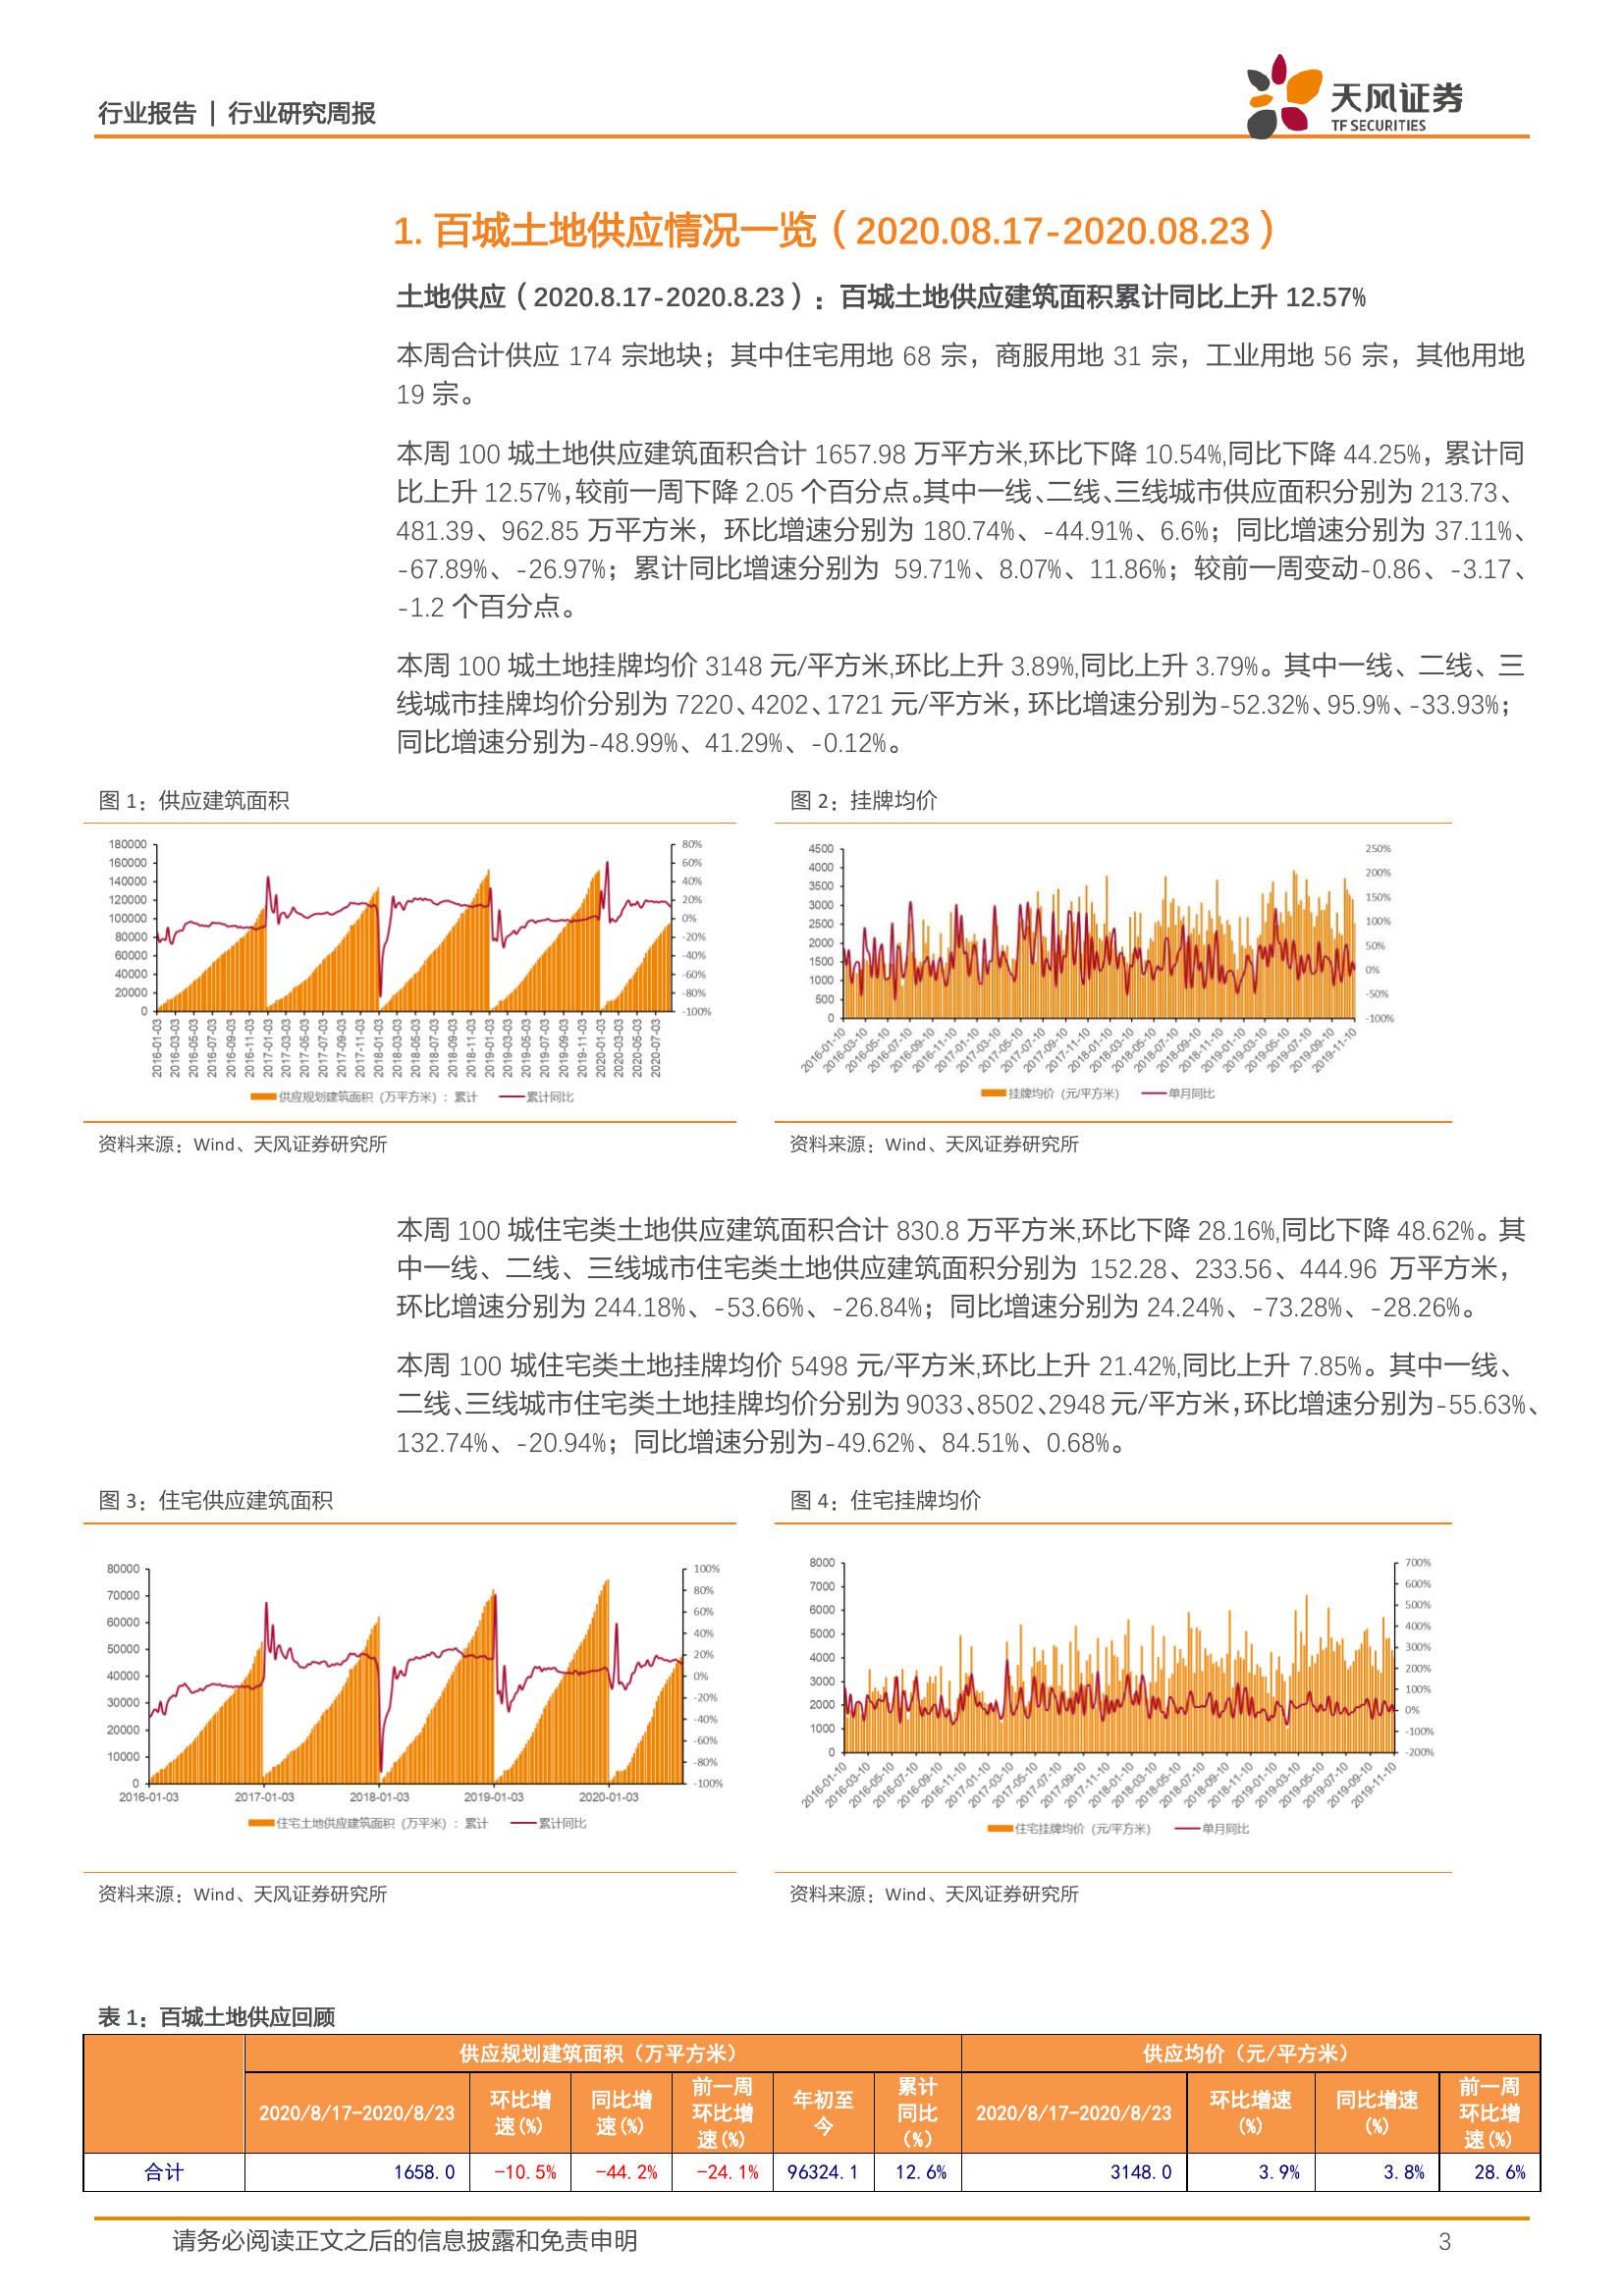 行业报告 | 行业研究周报
天风证券
TF SECURITIES
1. 百城土地供应情况一览（2020.08.17-2020.08.23）
土地供应（2020.8.17-2020.8.23）：百城土地供应建筑面积累计同比上升 12.57%
本周合计供应 174 宗地块；其中住宅用地 68 宗，商服用地 31 宗，工业用地 56 宗，其他用地
19 宗。
本周 100 城土地供应建筑面积合计 1657.98 万平方米,环比下降 10.54%,同比下降 44.25%，累计同
比上升 12.57%，较前一周下降 2.05 个百分点。其中一线、二线、三线城市供应面积分别为 213.73、
481.39、962.85 万平方米，环比增速分别为 180.74%、-44.91%、6.6%；同比增速分别为 37.11%、
-67.89%、-26.97%；累计同比增速分别为 59.71%、8.07%、11.86%；较前一周变动-0.86、-3.17、
-1.2 个百分点。
本周 100 城土地挂牌均价 3148 元/平方米,环比上升 3.89%,同比上升 3.79%。其中一线、二线、三
线城市挂牌均价分别为 7220、4202、1721 元/平方米，环比增速分别为-52.32%、95.9%、-33.93%；
同比增速分别为-48.99%、41.29%、-0.12%。
图 1：供应建筑面积
180000 160000 140000 120000 100000 80000 60000 40000 20000 0
80% 60% 40% 20% 0% -20% -40% -60% -80% -100%
2016-01-03 2016-03-03 2016-05-03 2016-07-03 2016-09-03 2016-11-03 2017-01-03 2017-03-03 2017-05-03 2017-07-03 2017-09-03 2017-11-03 2018-01-03 2018-03-03 2018-05-03 2018-07-03 2018-09-03 2018-11-03 2019-01-03 2019-03-03 2019-05-03 2019-07-03 2019-09-03 2019-11-03 2020-01-03 2020-03-03 2020-05-03 2020-07-03
供应规划建筑面积（万平方米）：累计 累计同比
资料来源：Wind、天风证券研究所
图 2：挂牌均价
4500 4000 3500 3000 2500 2000 1500 1000 500 0
250% 200% 150% 100% 50% 0% -50% -100%
2016-01-10 2016-03-10 2016-05-10 2016-07-10 2016-09-10 2016-11-10 2017-01-10 2017-03-10 2017-05-10 2017-07-10 2017-09-10 2017-11-10 2018-01-10 2018-03-10 2018-05-10 2018-07-10 2018-09-10 2018-11-10 2019-01-10 2019-03-10 2019-05-10 2019-07-10 2019-09-10 2019-11-10
挂牌均价（元/平方米） 单月同比
资料来源：Wind、天风证券研究所
本周 100 城住宅类土地供应建筑面积合计 830.8 万平方米,环比下降 28.16%,同比下降 48.62%。其
中一线、二线、三线城市住宅类土地供应建筑面积分别为 152.28、233.56、444.96 万平方米，
环比增速分别为 244.18%、-53.66%、-26.84%；同比增速分别为 24.24%、-73.28%、-28.26%。
本周 100 城住宅类土地挂牌均价 5498 元/平方米,环比上升 21.42%,同比上升 7.85%。其中一线、
二线、三线城市住宅类土地挂牌均价分别为 9033、8502、2948 元/平方米，环比增速分别为-55.63%、
132.74%、-20.94%；同比增速分别为-49.62%、84.51%、0.68%。
图 3：住宅供应建筑面积
80000 70000 60000 50000 40000 30000 20000 10000 0
100% 80% 60% 40% 20% 0% -20% -40% -60% -80% -100%
2016-01-03 2017-01-03 2018-01-03 2019-01-03 2020-01-03
住宅土地供应建筑面积（万平米）：累计 累计同比
资料来源：Wind、天风证券研究所
图 4：住宅挂牌均价
8000 7000 6000 5000 4000 3000 2000 1000 0
700% 600% 500% 400% 300% 200% 100% 0% -100% -200%
2016-01-10 2016-03-10 2016-05-10 2016-07-10 2016-09-10 2016-11-10 2017-01-10 2017-03-10 2017-05-10 2017-07-10 2017-09-10 2017-11-10 2018-01-10 2018-03-10 2018-05-10 2018-07-10 2018-09-10 2018-11-10 2019-01-10 2019-03-10 2019-05-10 2019-07-10 2019-09-10 2019-11-10
住宅挂牌均价（元/平方米） 单月同比
资料来源：Wind、天风证券研究所
表 1：百城土地供应回顾
供应规划建筑面积（万平方米） 供应均价（元/平方米）
2020/8/17-2020/8/23 环比增速(%) 同比增速(%) 前一周环比增速(%) 年初至今 累计同比（%） 2020/8/17-2020/8/23 环比增速(%) 同比增速(%) 前一周环比增速(%)
合计 1658.0 -10.5% -44.2% -24.1% 96324.1 12.6% 3148.0 3.9% 3.8% 28.6%
请务必阅读正文之后的信息披露和免责申明 3